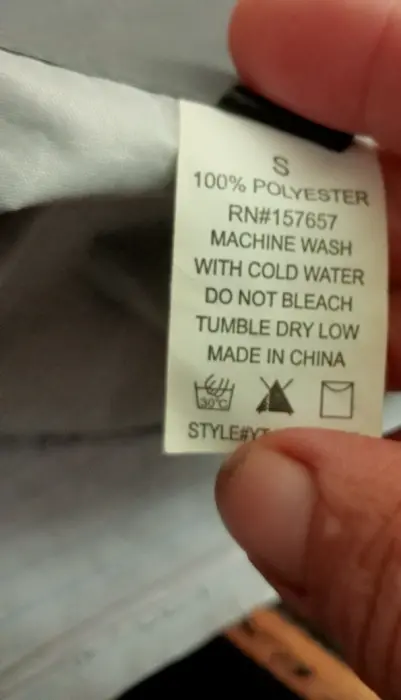 S
100% POLYESTER
RN#157657
MACHINE WASH
WITH COLD WATER
DO NOT BLEACH
TUMBLE DRY LOW
MADE IN CHINA
30°C
STYLE#YT